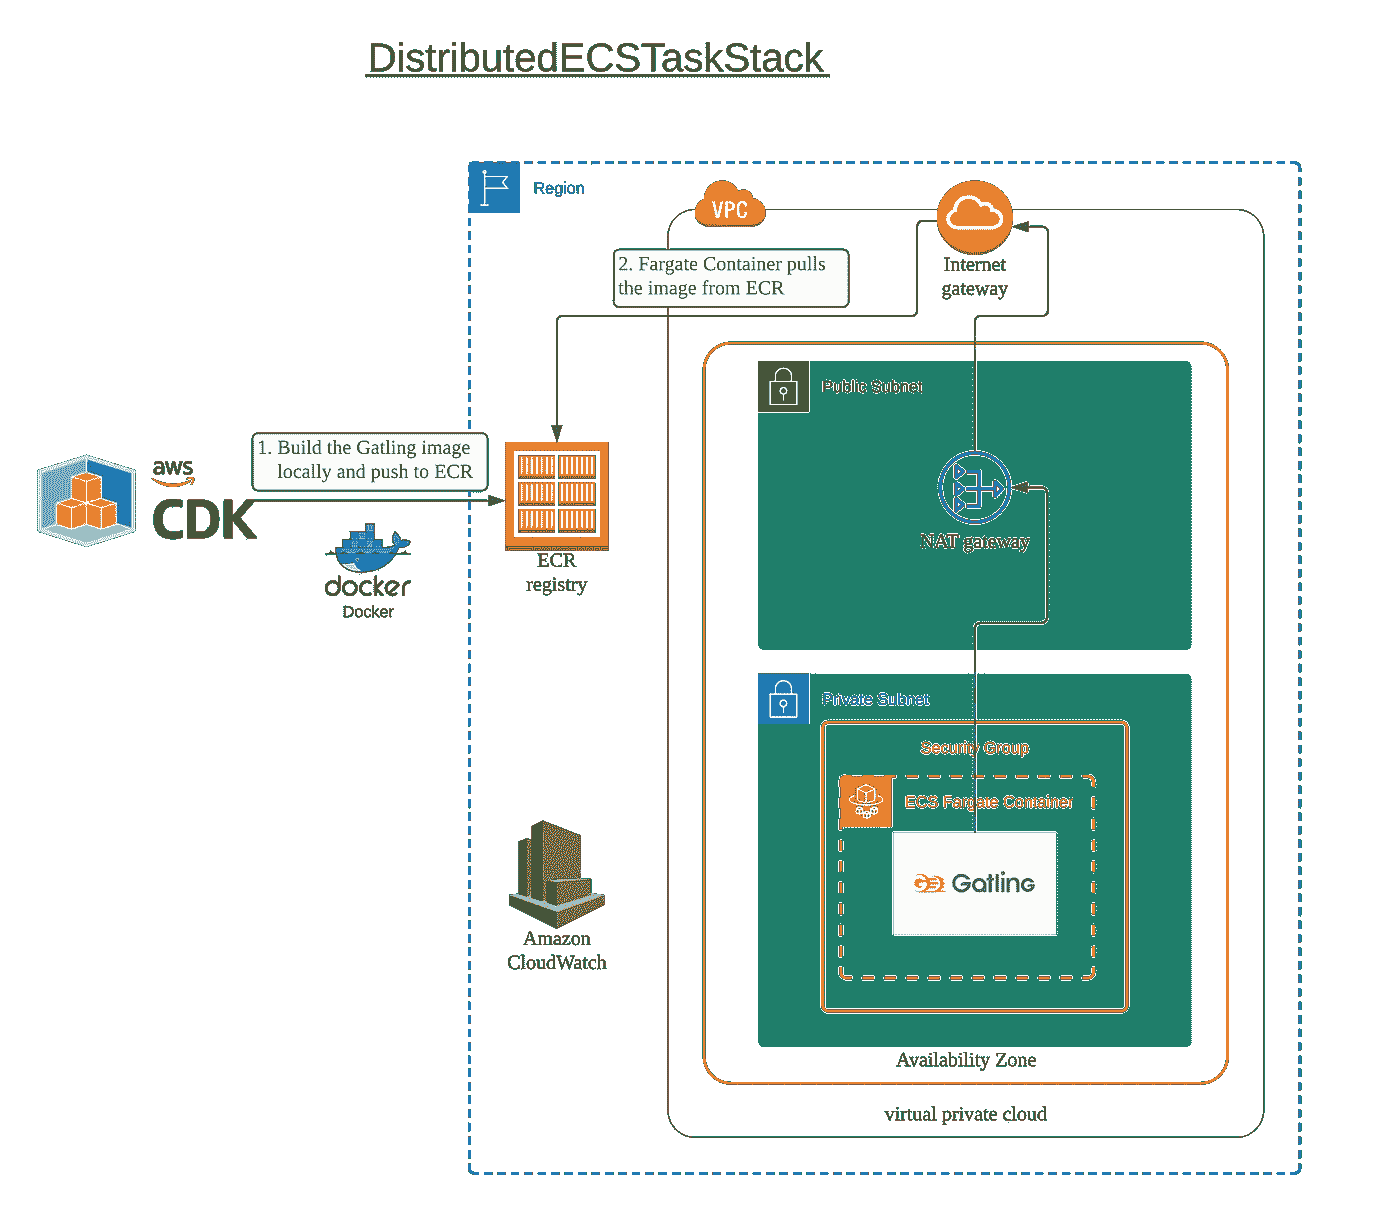 DistributedECSTaskStack
Region
VPC
2. Fargate Container pulls
the image from ECR
Internet
gateway
Public Subnet
1. Build the Gatling image
locally and push to ECR
aws
CDK
NAT gateway
ECR
registry
docker
Docker
Private Subnet
Security Group
ECS Fargate Container
Gatling
Amazon
CloudWatch
Availability Zone
virtual private cloud